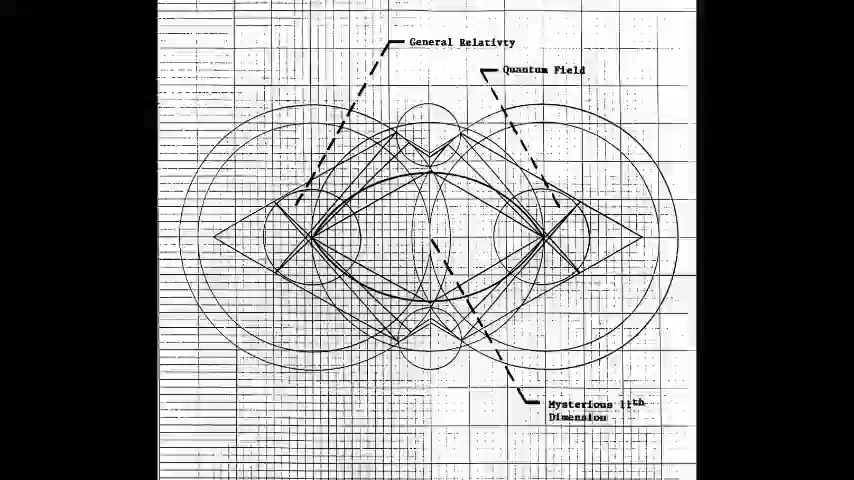 General Relativty
Quantum Field
Mysterious 11th
Dimension